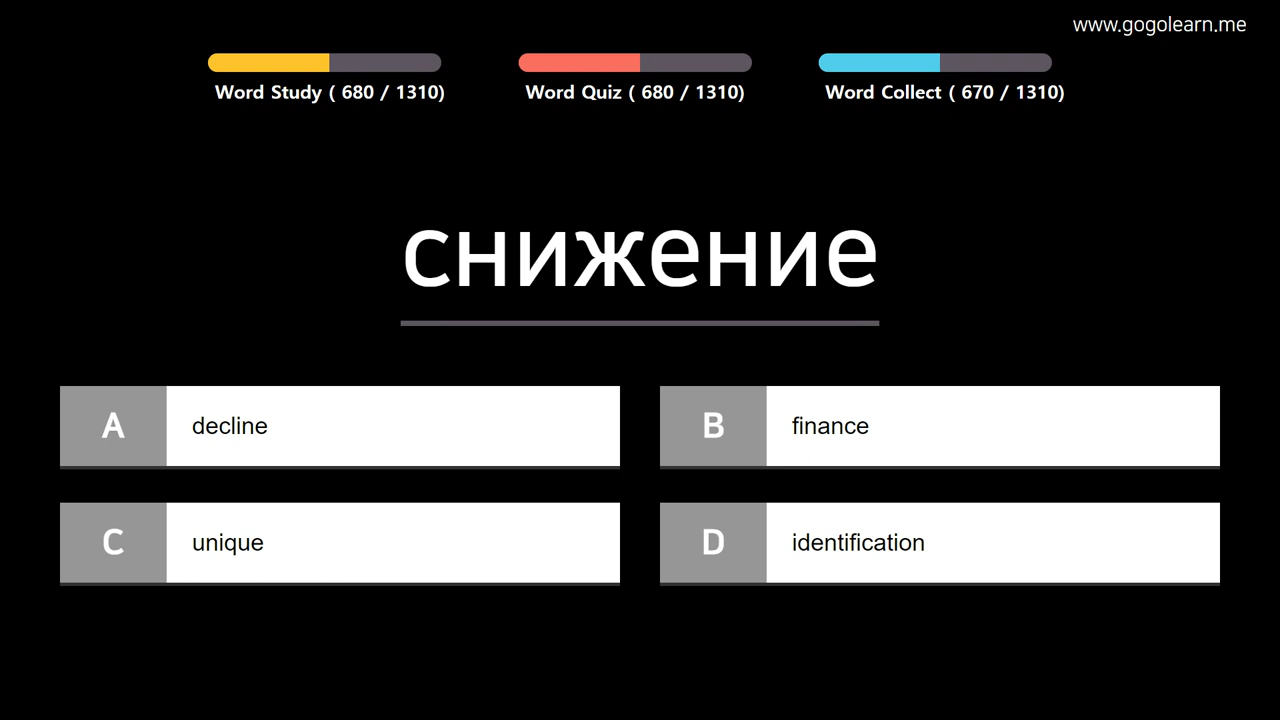 www.gogolearn.me
Word Study ( 680 / 1310)
Word Quiz ( 680 / 1310)
Word Collect ( 670 / 1310)
снижение
A decline
B finance
C unique
D identification